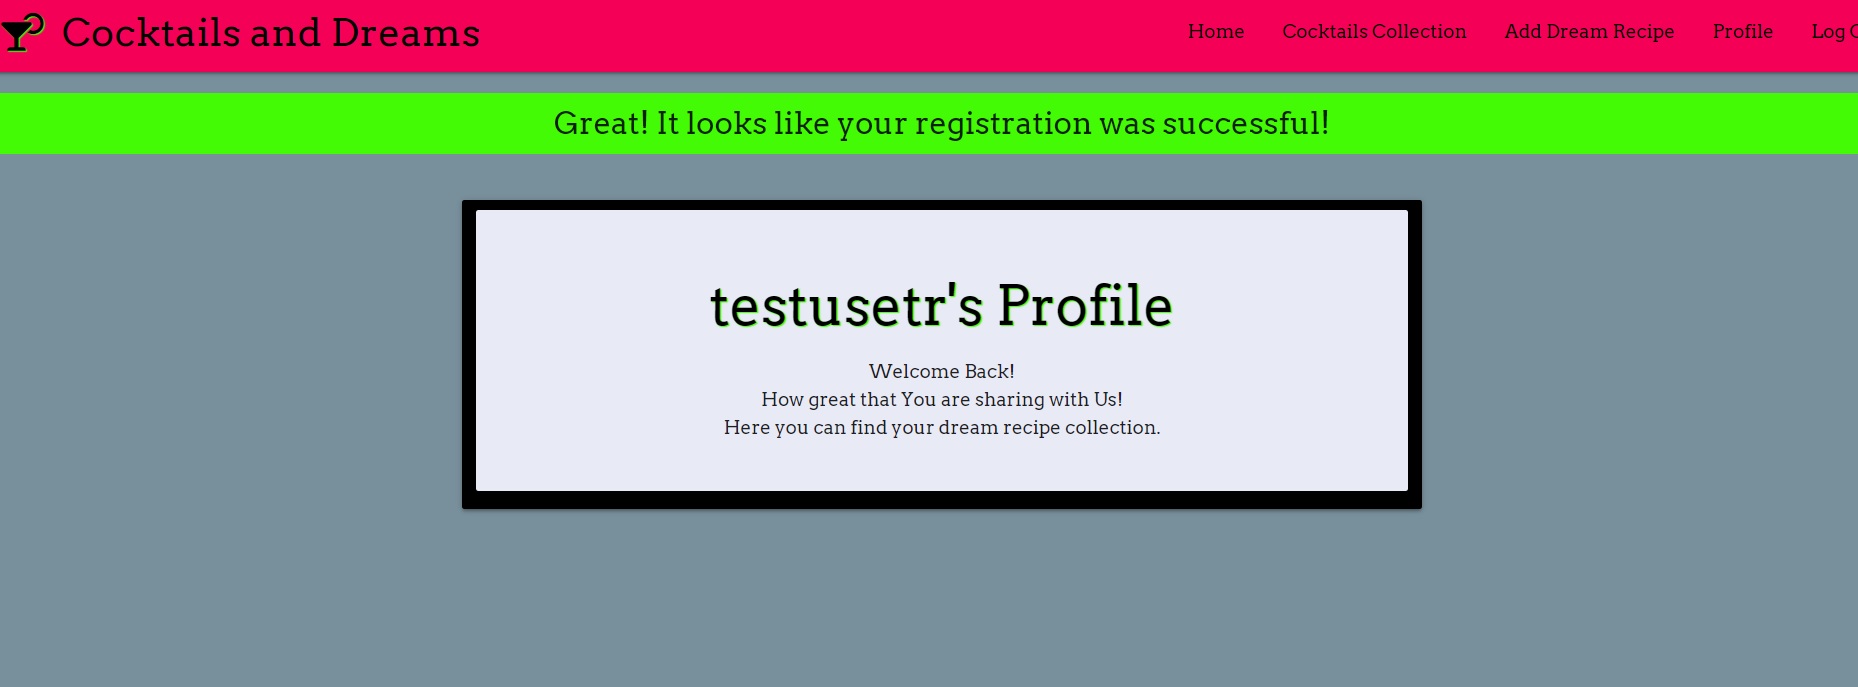 Cocktails and Dreams
Home Cocktails Collection Add Dream Recipe Profile Log
Great! It looks like your registration was successful!
testusetr's Profile
Welcome Back!
How great that You are sharing with Us!
Here you can find your dream recipe collection.